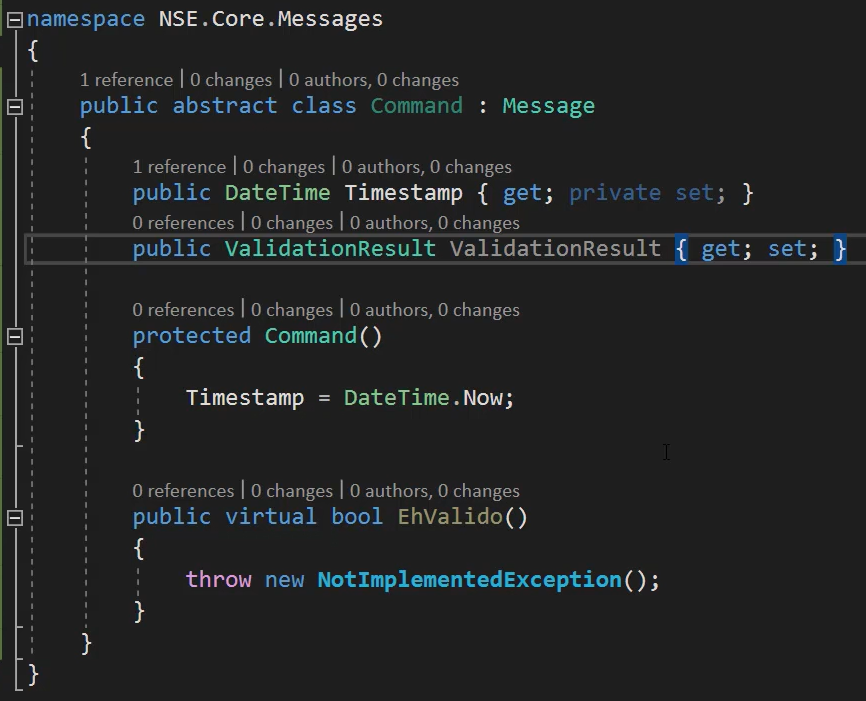 namespace NSE.Core.Messages
{
1 reference | 0 changes | 0 authors, 0 changes
public abstract class Command : Message
{
1 reference | 0 changes | 0 authors, 0 changes
public DateTime Timestamp { get; private set; }
0 references | 0 changes | 0 authors, 0 changes
public ValidationResult ValidationResult { get; set; }
0 references | 0 changes | 0 authors, 0 changes
protected Command()
{
Timestamp = DateTime.Now;
}
0 references | 0 changes | 0 authors, 0 changes
public virtual bool EhValido()
{
throw new NotImplementedException();
}
}
}